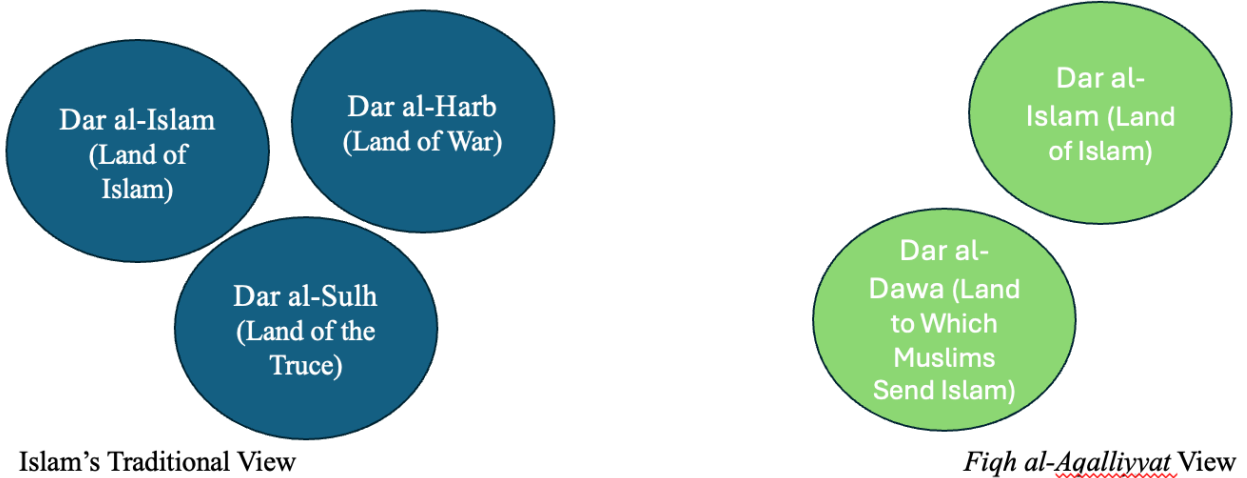 Dar al-Islam
(Land of
Islam)
Dar al-Harb
(Land of War)
Dar al-Sulh
(Land of the
Truce)
Islam’s Traditional View
Dar al-
Islam (Land
of Islam)
Dar al-
Dawa (Land
to Which
Muslims
Send Islam)
Fiqh al-Aqalliyyat View